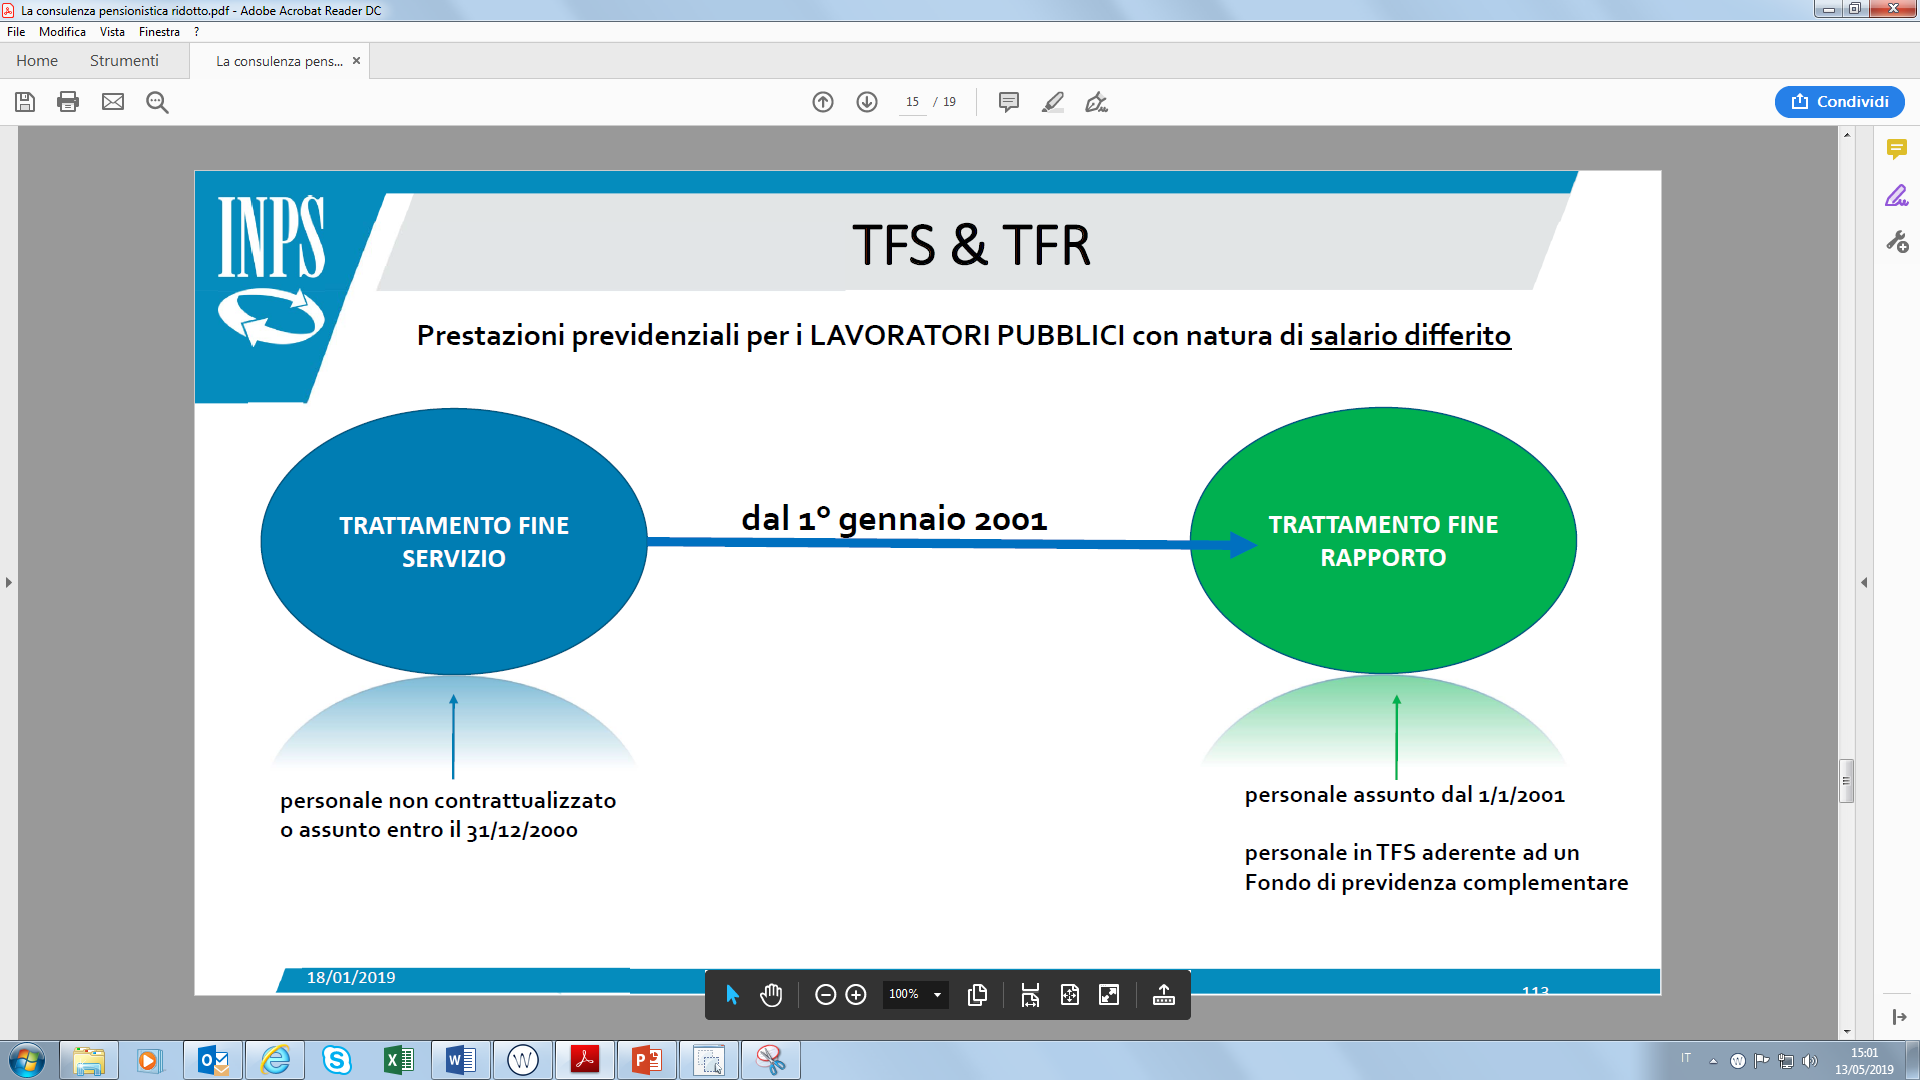 La consulenza pensionistica ridotto.pdf - Adobe Acrobat Reader DC
File Modifica Vista Finestra ?
Home Strumenti La consulenza pens...
15 / 19
Condividi
INPS
TFS & TFR
Prestazioni previdenziali per i LAVORATORI PUBBLICI con natura di salario differito
dal 1° gennaio 2001
TRATTAMENTO FINE
SERVIZIO
TRATTAMENTO FINE
RAPPORTO
personale non contrattualizzato
o assunto entro il 31/12/2000
personale assunto dal 1/1/2001
personale in TFS aderente ad un
Fondo di previdenza complementare
18/01/2019
113
100%
IT
15:01
13/05/2019